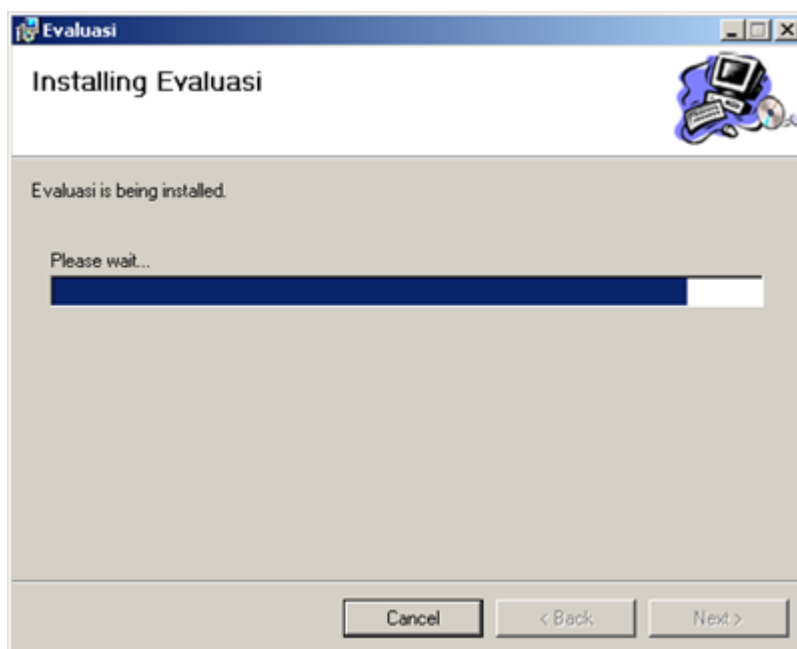 Evaluasi
Installing Evaluasi
Evaluasi is being installed.
Please wait...
Cancel
< Back
Next >